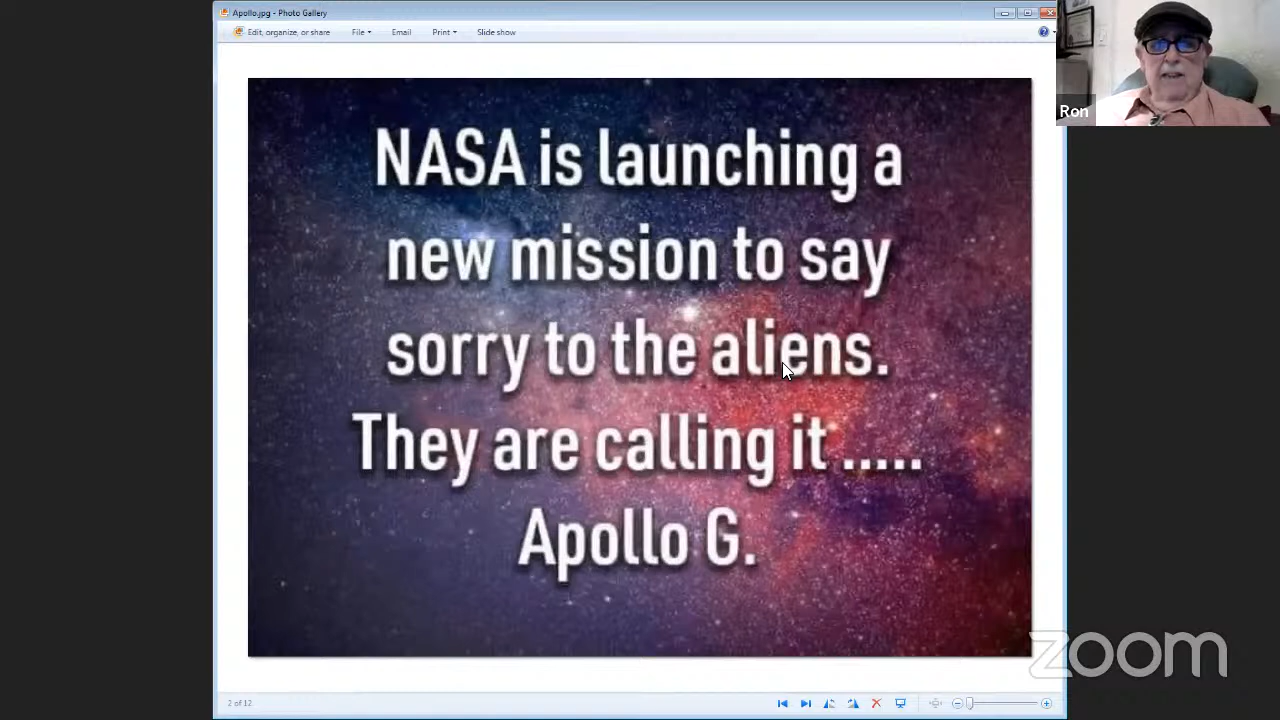 Apollo.jpg - Photo Gallery
Edit, organize, or share File Email Print Slide show
NASA is launching a
new mission to say
sorry to the aliens.
They are calling it .....
Apollo G.
Ron
zoom
2 of 12